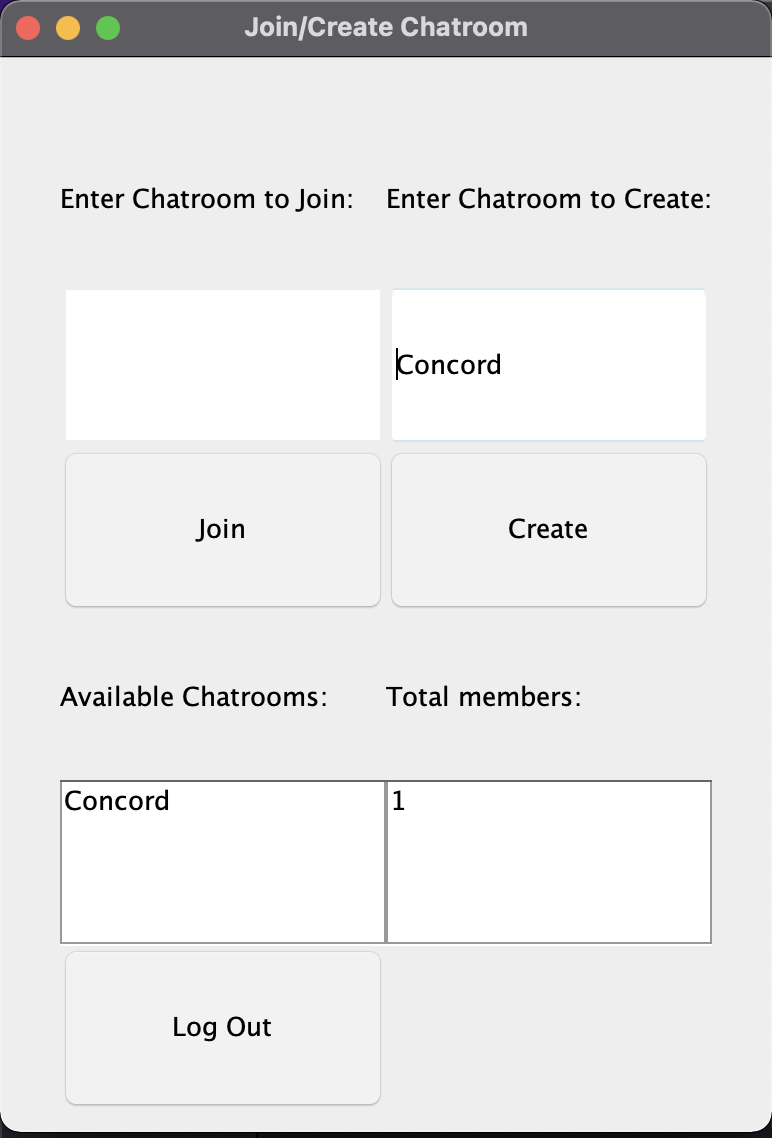 Join/Create Chatroom
Enter Chatroom to Join: Enter Chatroom to Create:
Concord
Join Create
Available Chatrooms: Total members:
Concord 1
Log Out